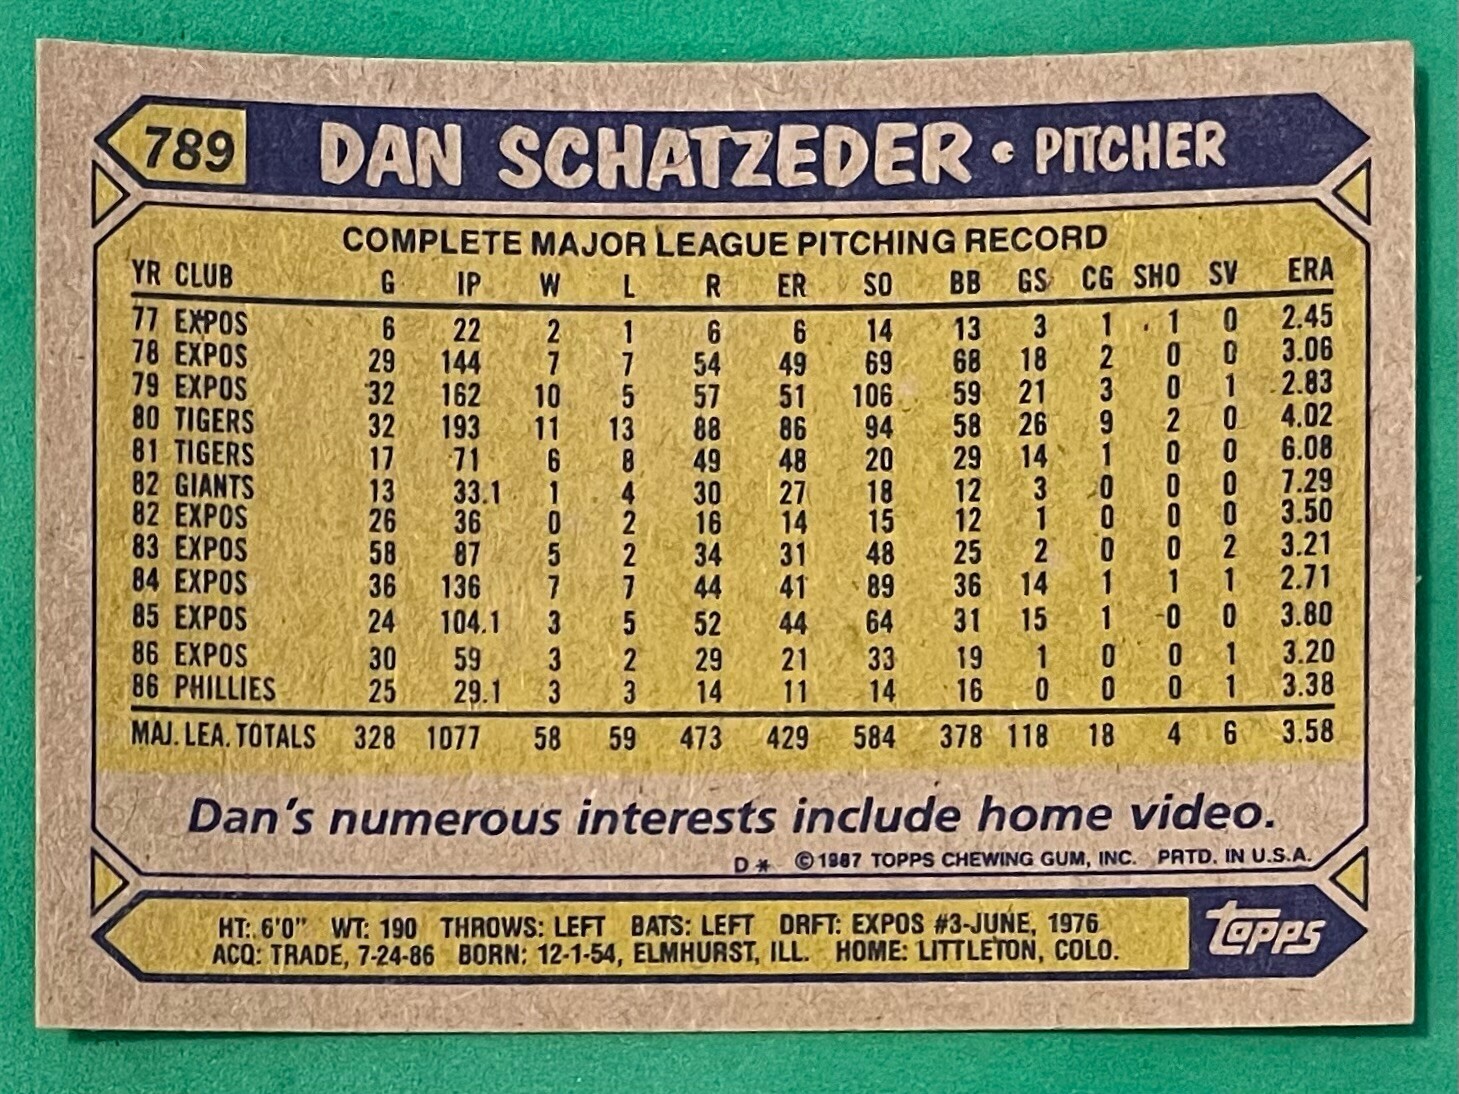 789 DAN SCHATZEDER • PITCHER
COMPLETE MAJOR LEAGUE PITCHING RECORD
YR CLUB G IP W L R ER SO BB GS CG SHO SV ERA
77 EXPOS 6 22 2 1 6 6 14 13 3 1 1 0 2.45
78 EXPOS 29 144 7 7 54 49 69 68 18 2 0 0 3.06
79 EXPOS 32 162 10 5 57 51 106 59 21 3 0 1 2.83
80 TIGERS 32 193 11 13 88 86 94 58 26 9 2 0 4.02
81 TIGERS 17 71 6 8 49 48 20 29 14 1 0 0 6.08
82 GIANTS 13 33.1 1 4 30 27 18 12 3 0 0 0 7.29
82 EXPOS 26 36 0 2 16 14 15 12 1 0 0 0 3.50
83 EXPOS 58 87 5 2 34 31 48 25 2 0 0 2 3.21
84 EXPOS 36 136 7 7 44 41 89 36 14 1 1 1 2.71
85 EXPOS 24 104.1 3 5 52 44 64 31 15 1 0 0 3.80
86 EXPOS 30 59 3 2 29 21 33 19 1 0 0 1 3.20
86 PHILLIES 25 29.1 3 3 14 11 14 16 0 0 0 1 3.38
MAJ. LEA. TOTALS 328 1077 58 59 473 429 584 378 118 18 4 6 3.58
Dan's numerous interests include home video.
D* ©1987 TOPPS CHEWING GUM, INC. PRTD. IN U.S.A.
HT: 6'0" WT: 190 THROWS: LEFT BATS: LEFT DRFT: EXPOS #3-JUNE, 1976
ACQ: TRADE, 7-24-86 BORN: 12-1-54, ELMHURST, ILL. HOME: LITTLETON, COLO.
topps